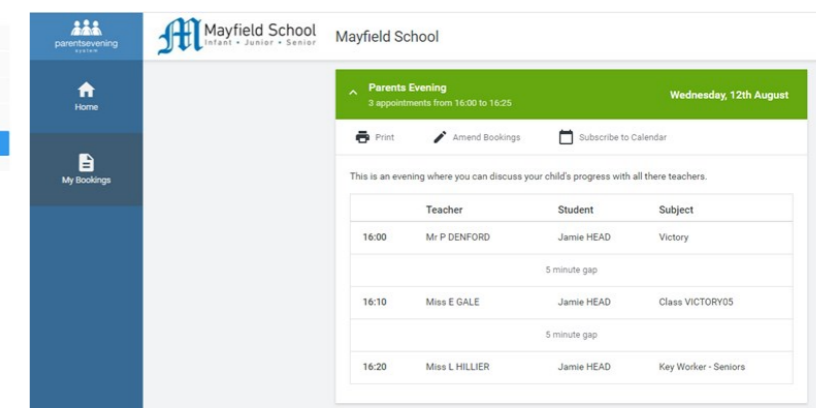 parentsevening
system
Home
My Bookings
Mayfield School
Infant • Junior • Senior
Mayfield School
Parents Evening
3 appointments from 16:00 to 16:25
Wednesday, 12th August
Print
Amend Bookings
Subscribe to Calendar
This is an evening where you can discuss your child's progress with all there teachers.
Teacher Student Subject
16:00 Mr P DENFORD Jamie HEAD Victory
5 minute gap
16:10 Miss E GALE Jamie HEAD Class VICTORY05
5 minute gap
16:20 Miss L HILLIER Jamie HEAD Key Worker - Seniors